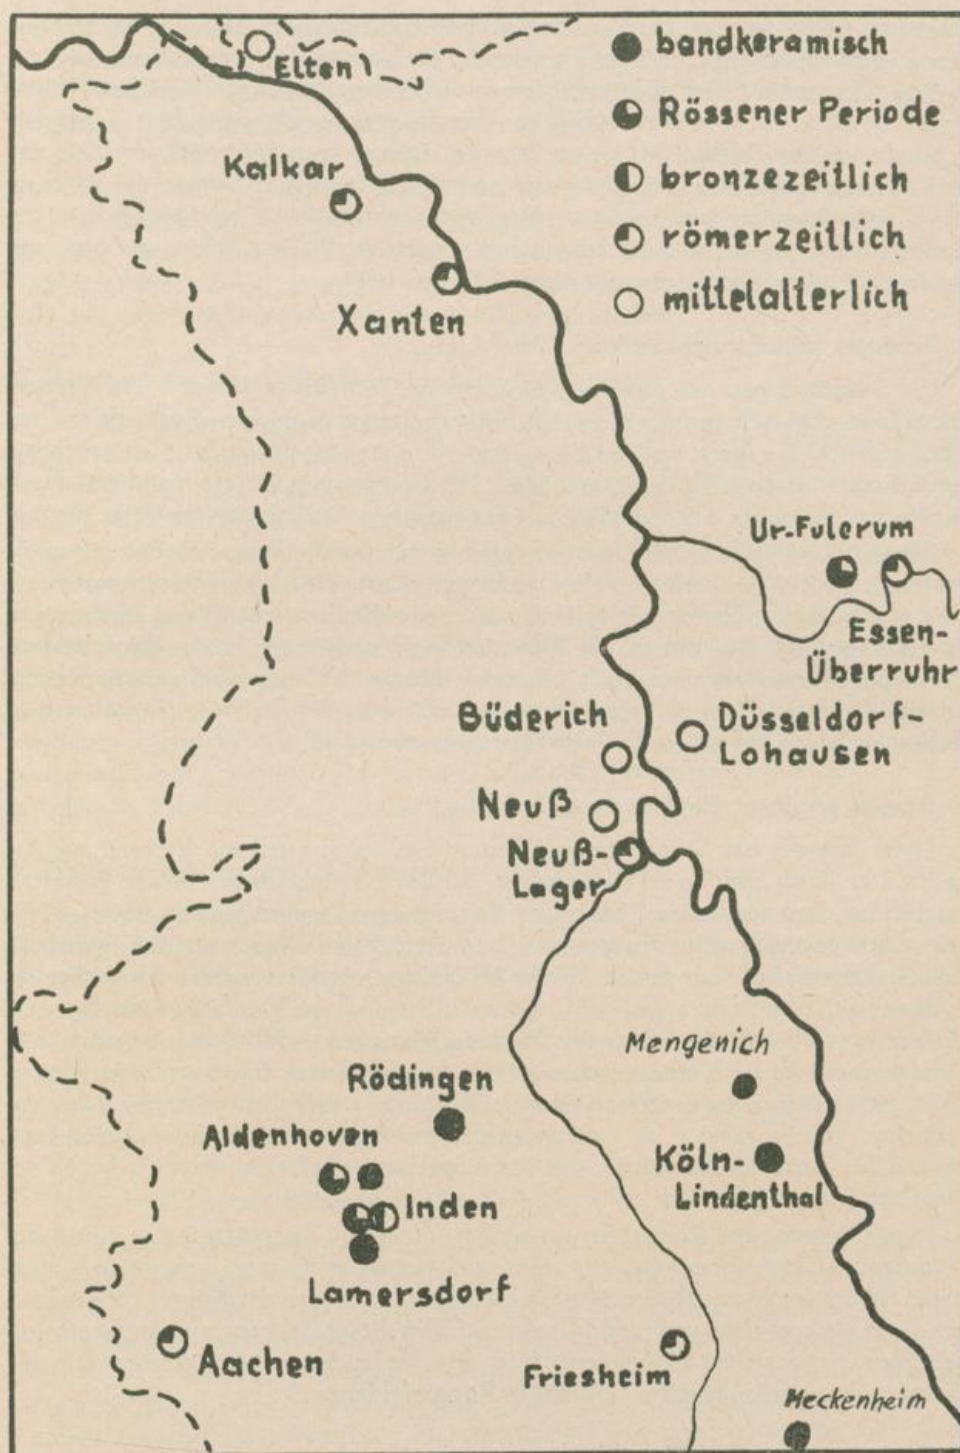 bandkeramisch
Rössener Periode
bronzezeitlich
römerzeitlich
mittelalterlich
Elten
Kalkar
Xanten
Ur-Fulerum
Essen-
Überruhr
Büderich
Düsseldorf-
Lohausen
Neuß
Neuß-
Lager
Mengenich
Rödingen
Aldenhoven
Köln-
Lindenthal
Inden
Lamersdorf
Aachen
Friesheim
Meckenheim